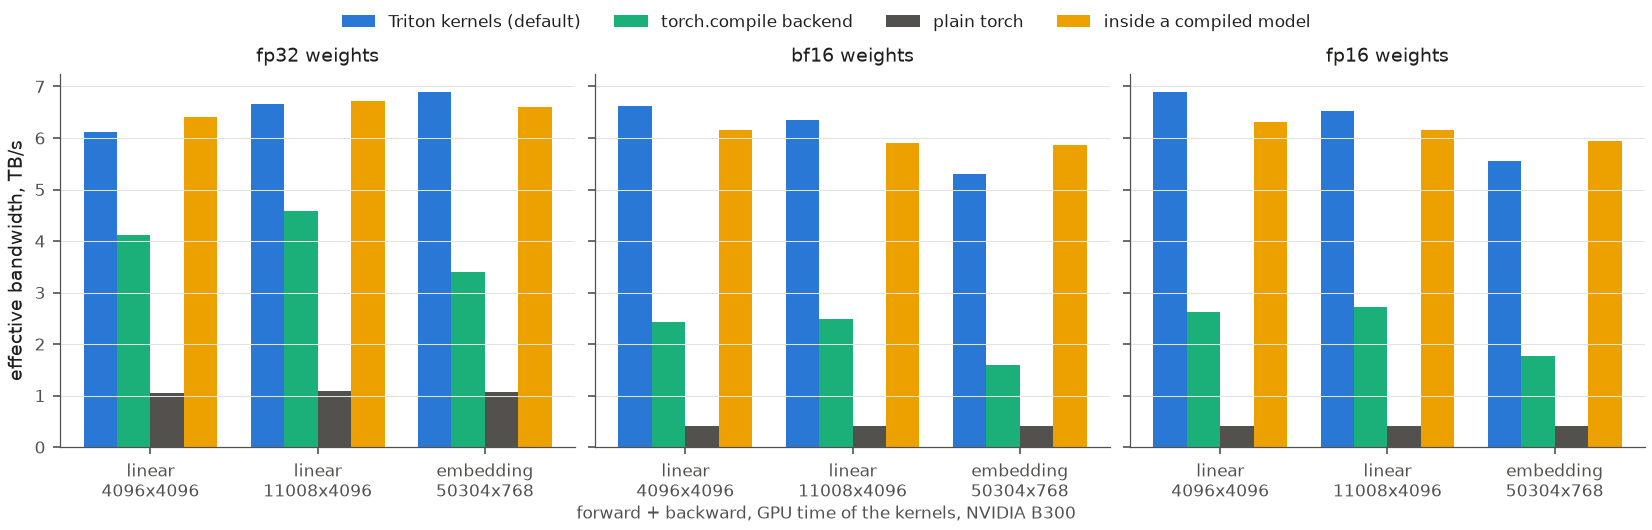 Triton kernels (default) torch.compile backend plain torch inside a compiled model
fp32 weights bf16 weights fp16 weights
effective bandwidth, TB/s
7
6
5
4
3
2
1
0
linear 4096x4096 linear 11008x4096 embedding 50304x768
linear 4096x4096 linear 11008x4096 embedding 50304x768
linear 4096x4096 linear 11008x4096 embedding 50304x768
forward + backward, GPU time of the kernels, NVIDIA B300